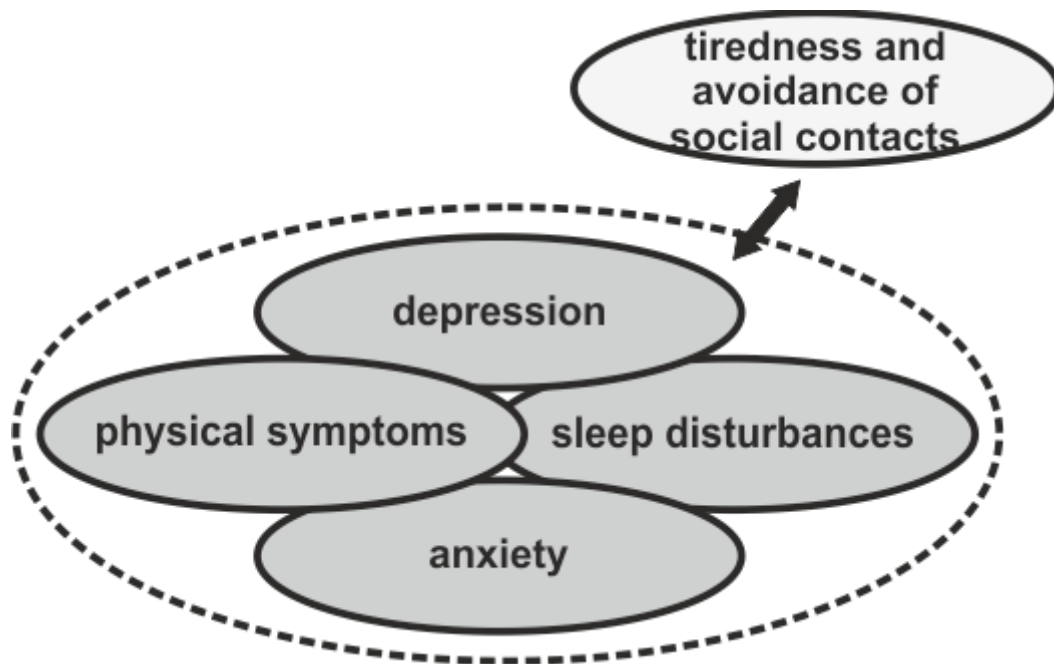 tiredness and
avoidance of
social contacts
depression
physical symptoms
sleep disturbances
anxiety